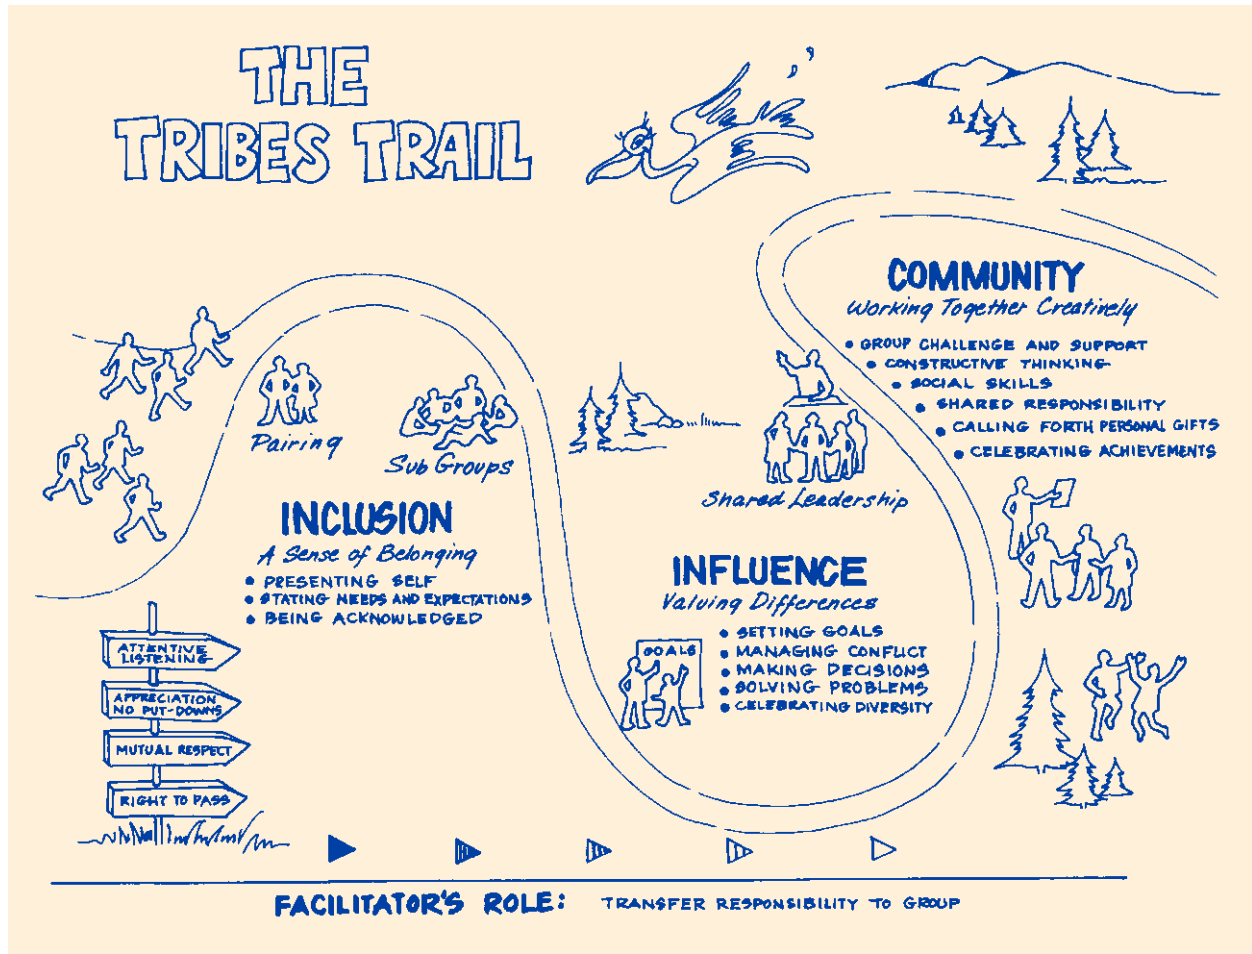 THE
TRIBES TRAIL
COMMUNITY
Working Together Creatively
• GROUP CHALLENGE AND SUPPORT
• CONSTRUCTIVE THINKING
• SOCIAL SKILLS
• SHARED RESPONSIBILITY
• CALLING FORTH PERSONAL GIFTS
• CELEBRATING ACHIEVEMENTS
Pairing
Sub Groups
Shared Leadership
INCLUSION
A Sense of Belonging
• PRESENTING SELF
• STATING NEEDS AND EXPECTATIONS
• BEING ACKNOWLEDGED
INFLUENCE
Valuing Differences
• SETTING GOALS
• MANAGING CONFLICT
• MAKING DECISIONS
• SOLVING PROBLEMS
• CELEBRATING DIVERSITY
GOALS
ATTENTIVE
LISTENING
APPRECIATION
NO PUT-DOWNS
MUTUAL RESPECT
RIGHT TO PASS
FACILITATOR'S ROLE: TRANSFER RESPONSIBILITY TO GROUP